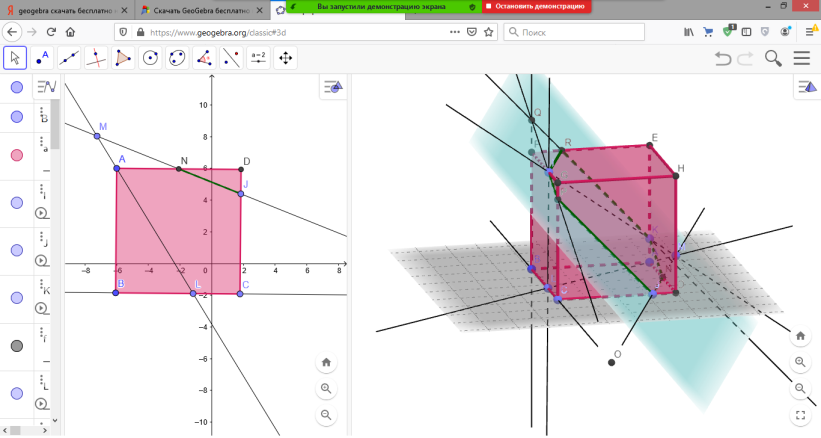 geogebra скачать бесплатно
Скачать GeoGebra бесплатно
Вы запустили демонстрацию экрана
Остановить демонстрацию
https://www.geogebra.org/classic#3d
Поиск
1
A
a=2
B
a
i
j
K
L
M
A
N
D
J
B
L
C
10
8
6
4
2
-8
-6
-4
-2
0
2
4
6
8
-2
-4
-6
-8
-10
Q
P
R
E
H
N
O